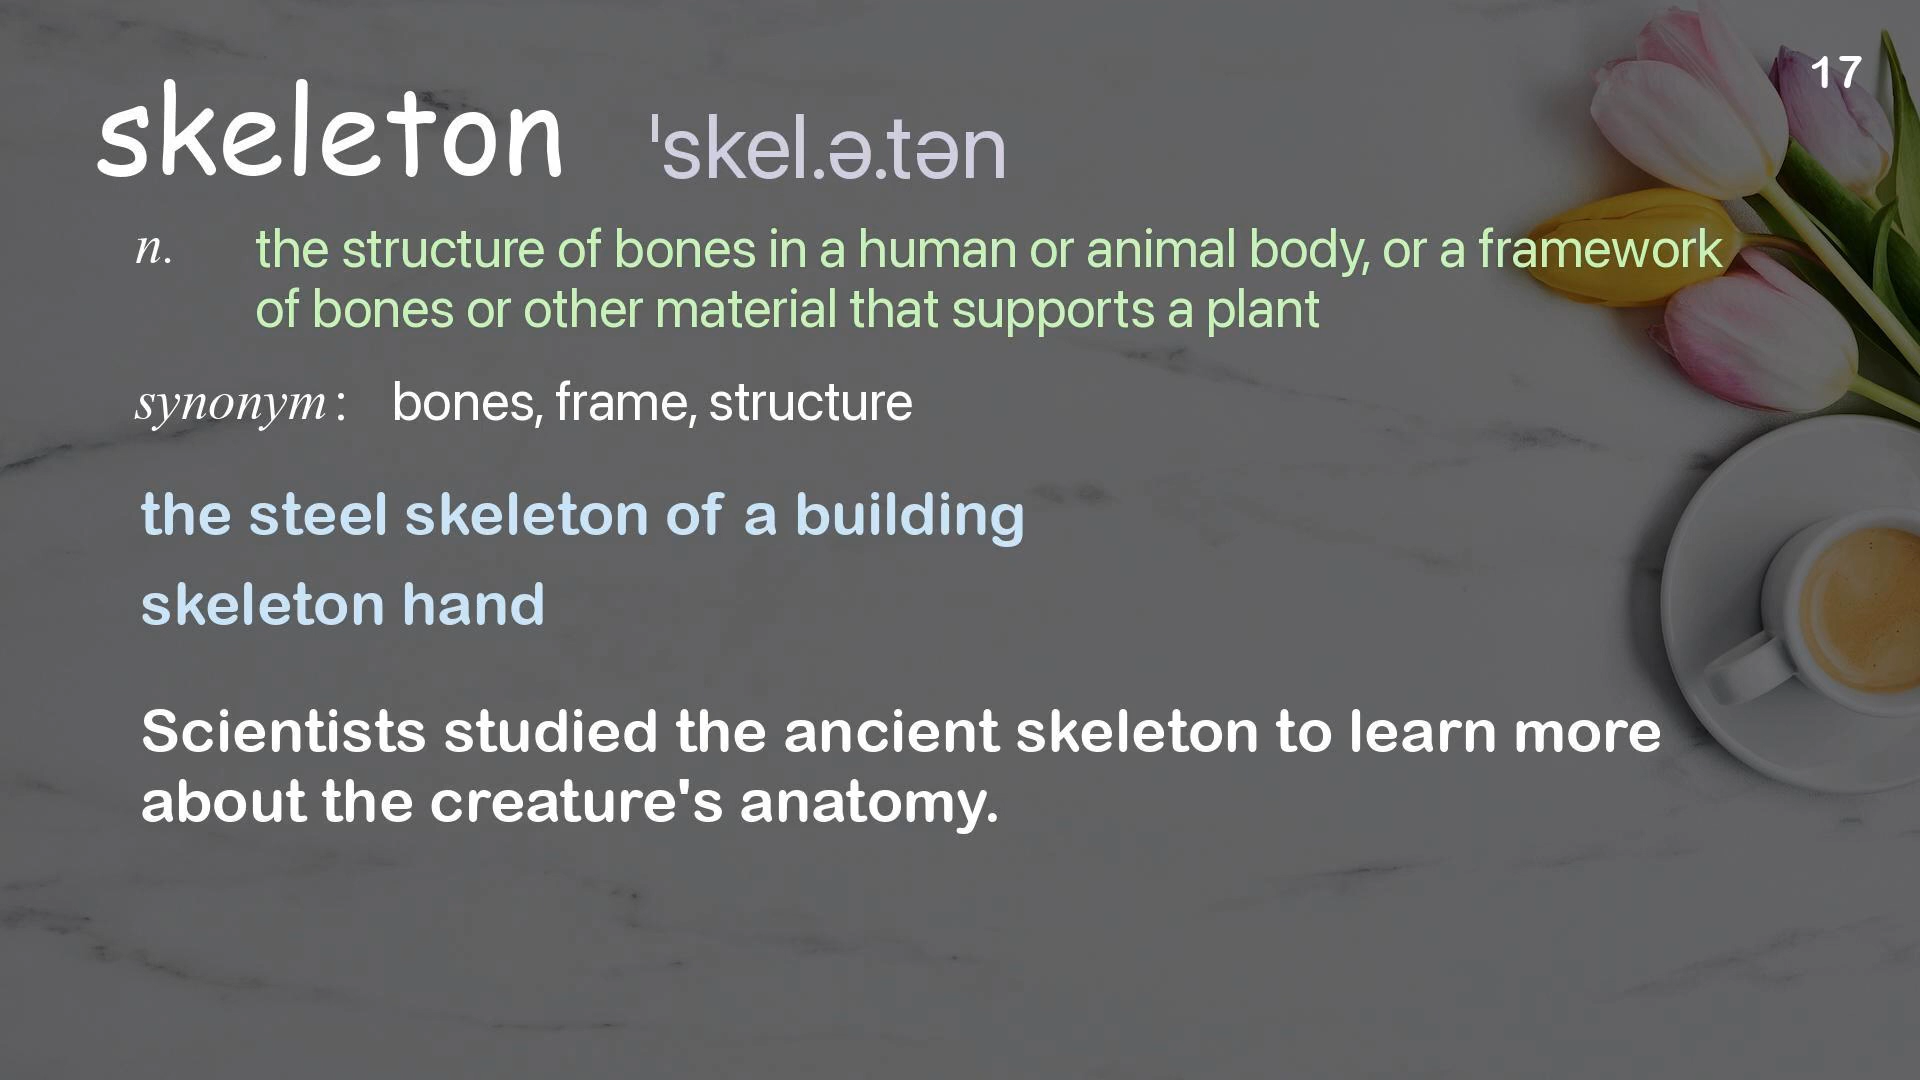 17
skeleton ˈskel.ə.tən
n. the structure of bones in a human or animal body, or a framework
of bones or other material that supports a plant
synonym: bones, frame, structure
the steel skeleton of a building
skeleton hand
Scientists studied the ancient skeleton to learn more
about the creature's anatomy.